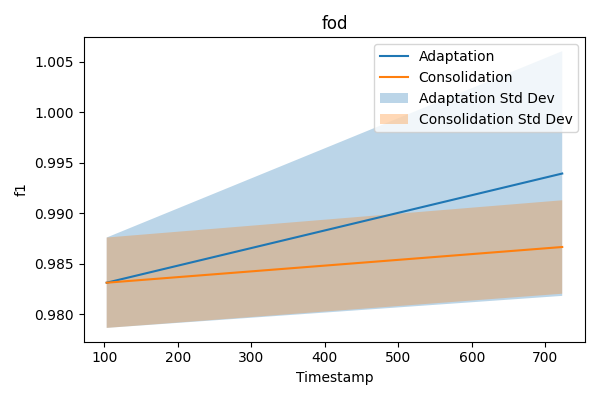 fod
Adaptation
Consolidation
Adaptation Std Dev
Consolidation Std Dev
f1
1.005
1.000
0.995
0.990
0.985
0.980
100 200 300 400 500 600 700
Timestamp